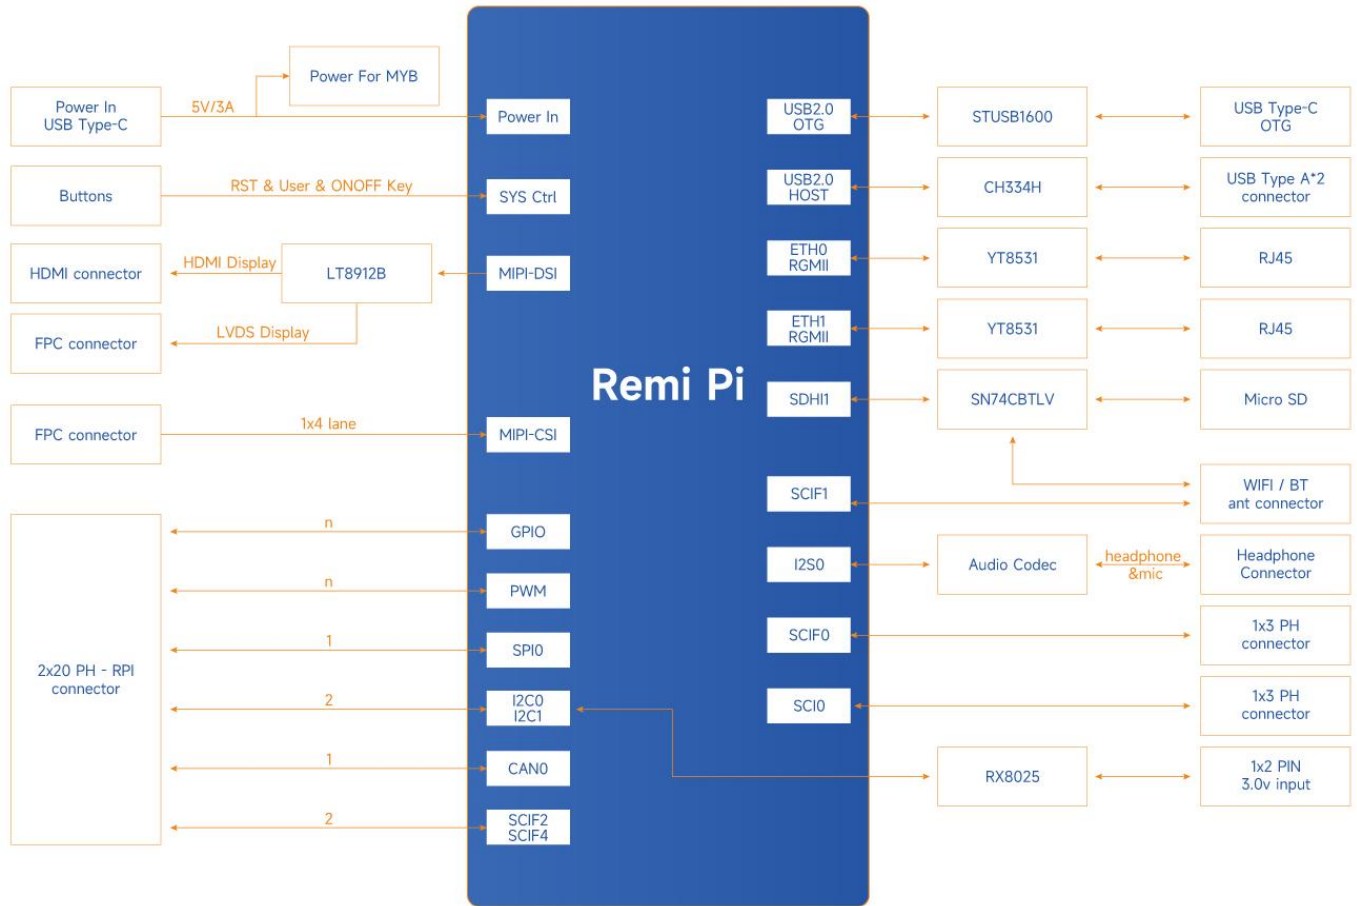 Power For MYB
Power In
USB Type-C
5V/3A
Power In
Buttons
RST & User & ONOFF Key
SYS Ctrl
HDMI connector
HDMI Display
LT8912B
MIPI-DSI
FPC connector
LVDS Display
FPC connector
1x4 lane
MIPI-CSI
2x20 PH - RPI
connector
n
GPIO
n
PWM
1
SPI0
2
I2C0
I2C1
1
CAN0
2
SCIF2
SCIF4
Remi Pi
USB2.0
OTG
STUSB1600
USB Type-C
OTG
USB2.0
HOST
CH334H
USB Type A*2
connector
ETH0
RGMII
YT8531
RJ45
ETH1
RGMII
YT8531
RJ45
SDHI1
SN74CBTLV
Micro SD
SCIF1
WIFI / BT
ant connector
I2S0
Audio Codec
headphone
&mic
Headphone
Connector
SCIF0
1x3 PH
connector
SCI0
1x3 PH
connector
RX8025
1x2 PIN
3.0v input